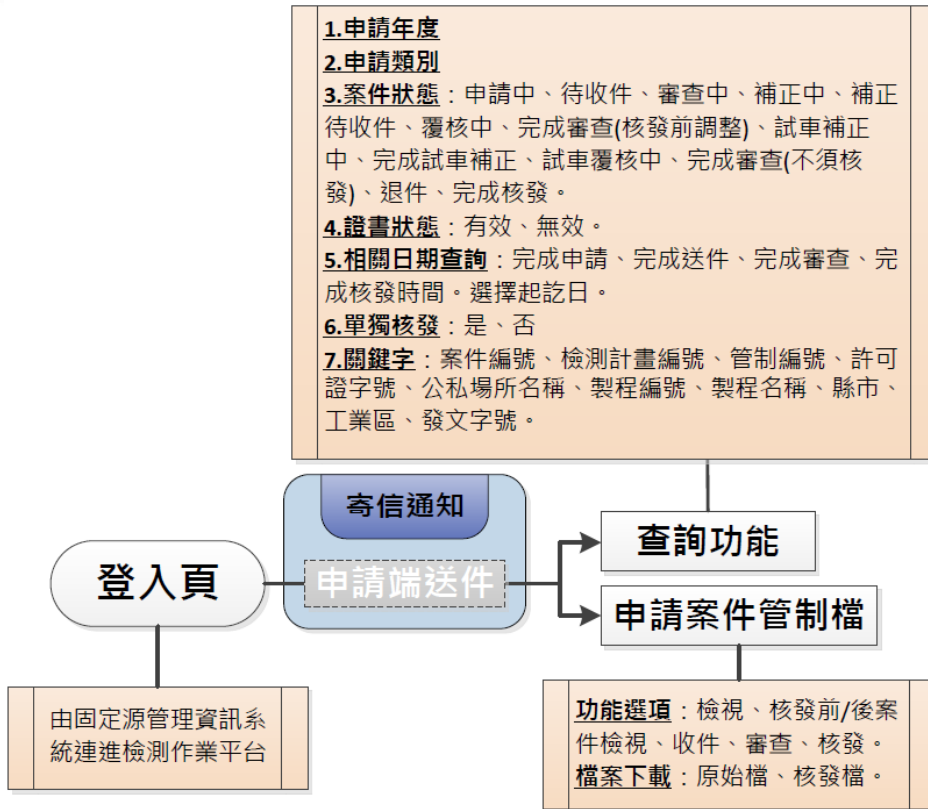 1.申請年度
2.申請類別
3.案件狀態：申請中、待收件、審查中、補正中、補正
待收件、覆核中、完成審查(核發前調整)、試車補正
中、完成試車補正、試車覆核中、完成審查(不須核
發)、退件、完成核發。
4.證書狀態：有效、無效。
5.相關日期查詢：完成申請、完成送件、完成審查、完
成核發時間。選擇起訖日。
6.單獨核發：是、否
7.關鍵字：案件編號、檢測計畫編號、管制編號、許可
證字號、公私場所名稱、製程編號、製程名稱、縣市、
工業區、發文字號。
寄信通知
登入頁
申請端送件
查詢功能
申請案件管制檔
由固定源管理資訊系
統連進檢測作業平台
功能選項：檢視、核發前/後案
件檢視、收件、審查、核發。
檔案下載：原始檔、核發檔。